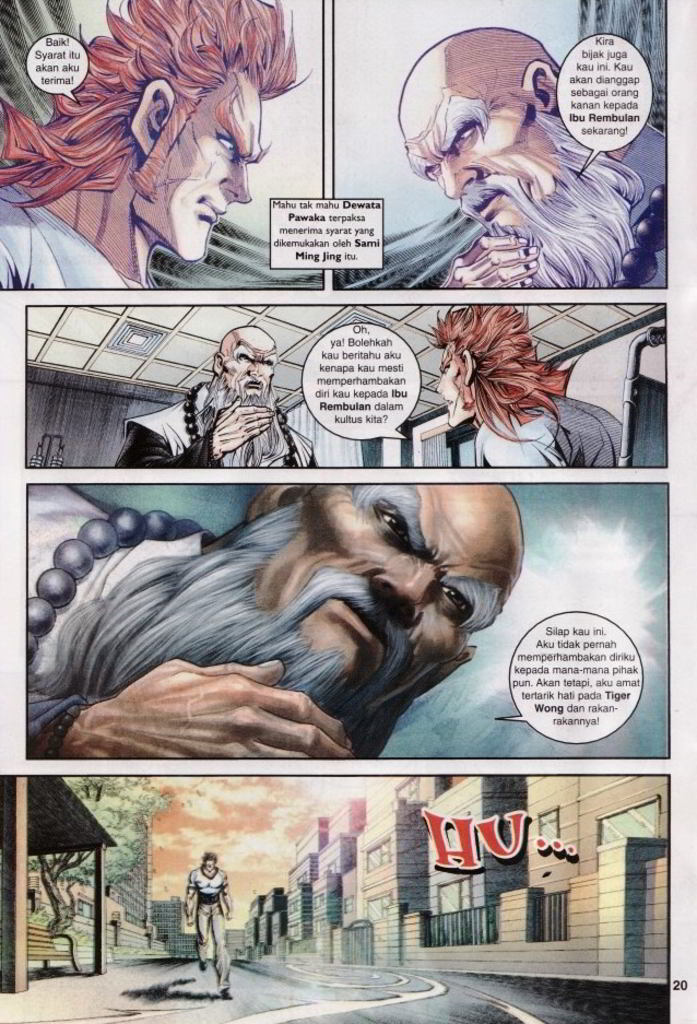 Baik!
Syarat itu
akan aku
terima!
Kira
bijak juga
kau ini. Kau
akan dianggap
sebagai orang
kanan kepada
Ibu Rembulan
sekarang!
Mahu tak mahu Dewata
Pawaka terpaksa
menerima syarat yang
dikemukakan oleh Sami
Ming Jing itu.
Oh,
ya! Bolehkah
kau beritahu aku
kenapa kau mesti
memperhambakan
diri kau kepada Ibu
Rembulan dalam
kultus kita?
Silap kau ini.
Aku tidak pernah
memperhambakan diriku
kepada mana-mana pihak
pun. Akan tetapi, aku amat
tertarik hati pada Tiger
Wong dan rakan-
rakannya!
HU...
20